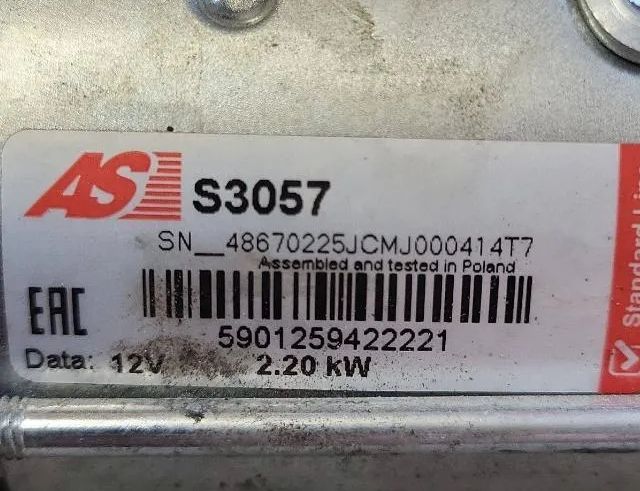 AS
S3057
SN__48670225JCMJ000414T7
Assembled and tested in Poland
EAC
5901259422221
Data: 12V 2.20 kW
Standard